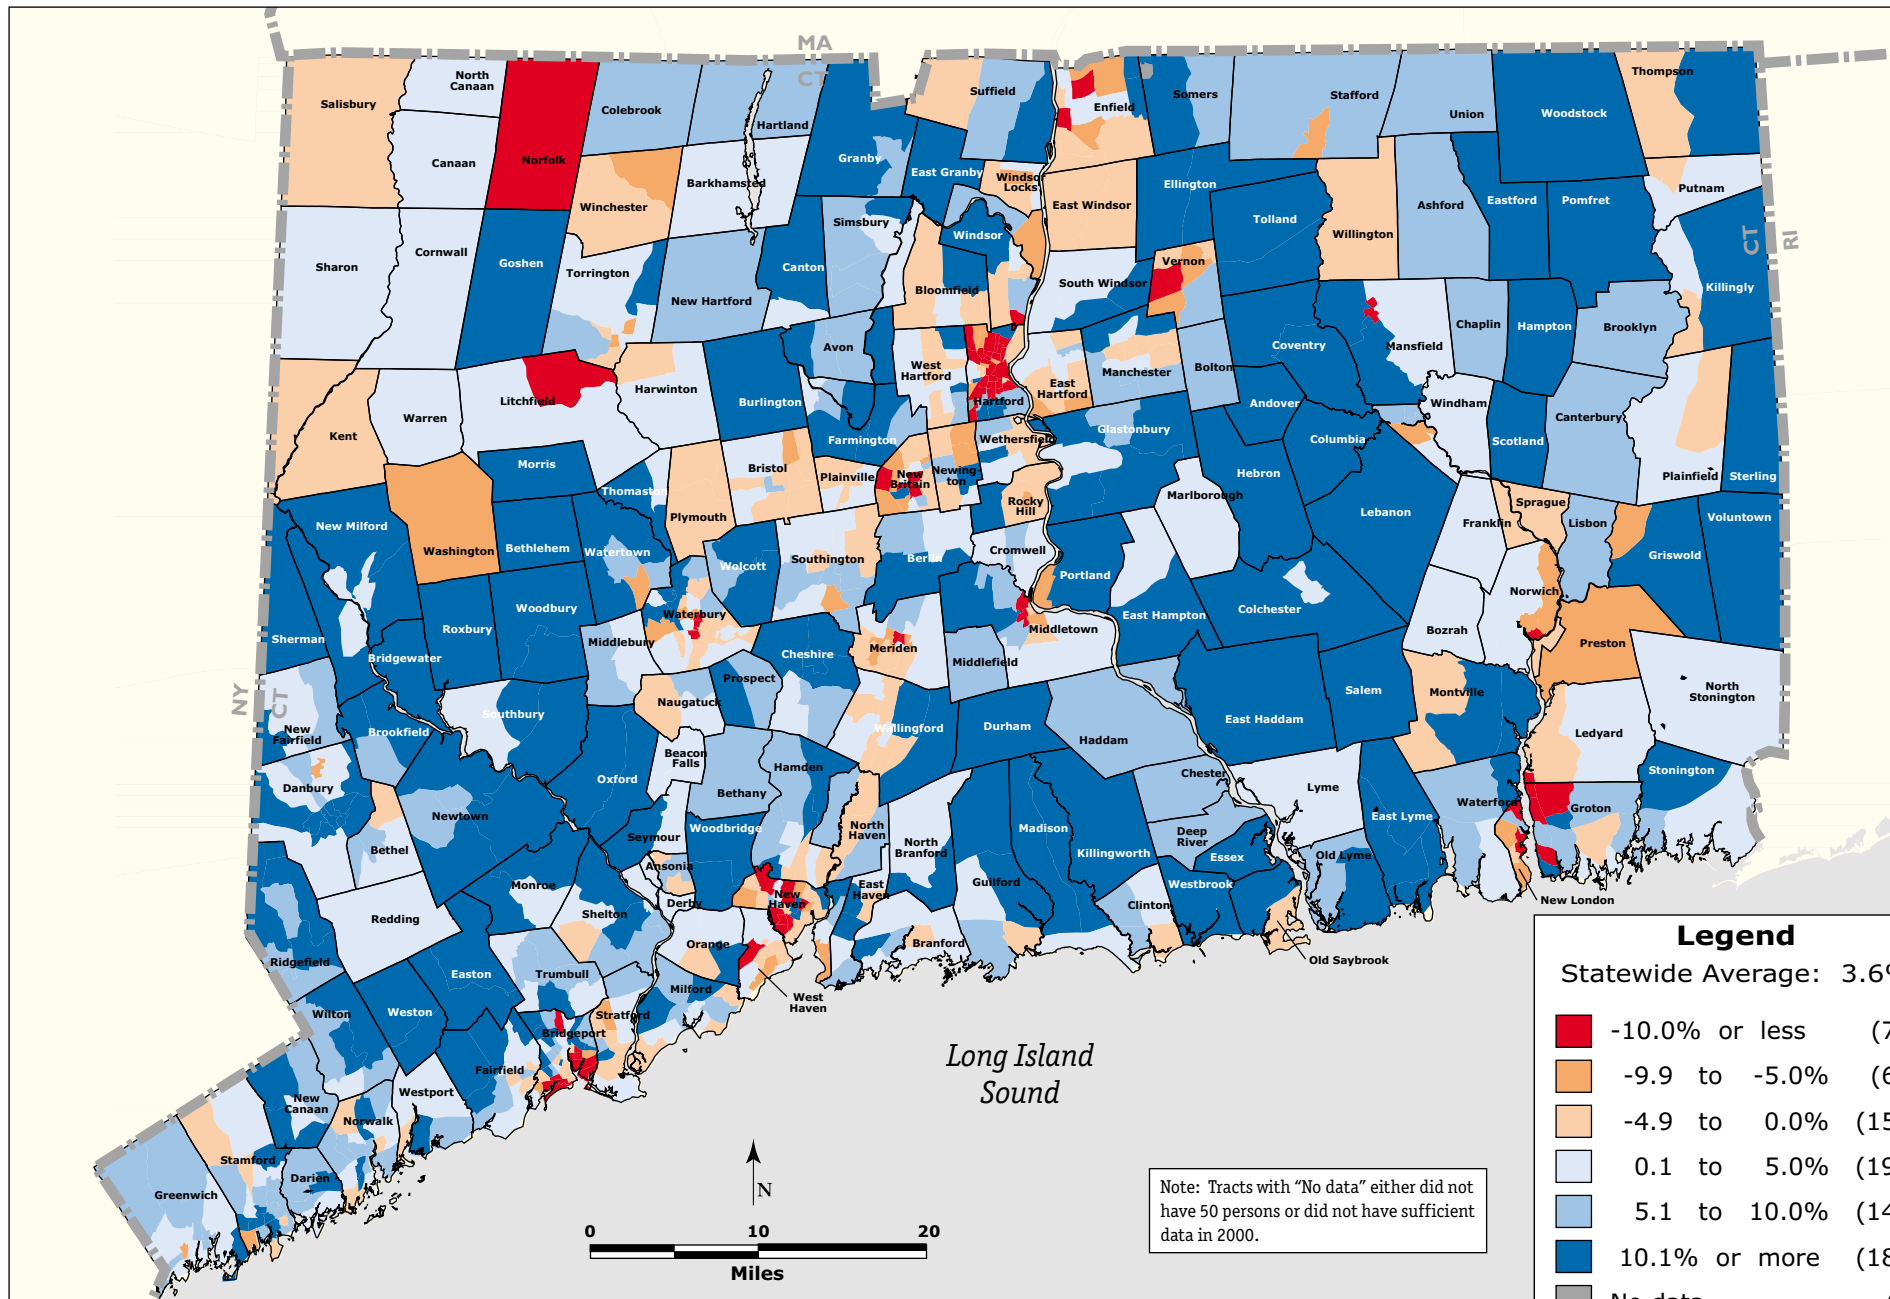 MA
CT
North
Canaan
Salisbury
Canaan
Norfolk
Colebrook
Hartland
Suffield
Enfield
Somers
Stafford
Union
Woodstock
Thompson
Granby
East Granby
Windsor
Locks
Barkhamsted
Winchester
East Windsor
Ellington
Tolland
Willington
Ashford
Eastford
Pomfret
Putnam
CT
RI
Sharon
Cornwall
Goshen
Torrington
New Hartford
Canton
Simsbury
Windsor
Bloomfield
South Windsor
Vernon
Killingly
Chaplin
Hampton
Brooklyn
Mansfield
Coventry
Avon
West
Hartford
Hartford
East
Hartford
Manchester
Bolton
Andover
Windham
Scotland
Canterbury
Plainfield
Sterling
Kent
Warren
Litchfield
Harwinton
Burlington
Farmington
Wethersfield
Glastonbury
Columbia
Hebron
Morris
Thomaston
Bristol
Plainville
New
Britain
Newing-
ton
Rocky
Hill
Marlborough
Lebanon
Franklin
Sprague
Lisbon
Griswold
Voluntown
New Milford
Washington
Bethlehem
Watertown
Plymouth
Wolcott
Southington
Berlin
Cromwell
Portland
East Hampton
Colchester
Bozrah
Norwich
Preston
North
Stonington
Sherman
Bridgewater
Roxbury
Woodbury
Middlebury
Waterbury
Cheshire
Meriden
Middletown
Middlefield
NY
CT
Prospect
Naugatuck
New
Fairfield
Brookfield
Southbury
Wallingford
Durham
Haddam
East Haddam
Salem
Montville
Ledyard
Danbury
Newtown
Oxford
Beacon
Falls
Bethany
Hamden
Chester
Lyme
Waterford
Groton
Stonington
Bethel
Seymour
Woodbridge
North
Haven
North
Branford
Madison
Killingworth
Deep
River
Essex
Old Lyme
East Lyme
New London
Redding
Monroe
Ansonia
Derby
Shelton
New
Haven
East
Haven
Guilford
Clinton
Westbrook
Old Saybrook
Ridgefield
Easton
Trumbull
Orange
Branford
West
Haven
Wilton
Weston
Milford
Stratford
Bridgeport
Fairfield
Westport
New
Canaan
Norwalk
Stamford
Darien
Greenwich
Long Island
Sound
N
0 10 20
Miles
Note: Tracts with “No data” either did not
have 50 persons or did not have sufficient
data in 2000.
Legend
Statewide Average: 3.6
-10.0% or less (7
-9.9 to -5.0% (6
-4.9 to 0.0% (15
0.1 to 5.0% (19
5.1 to 10.0% (14
10.1% or more (18
No data